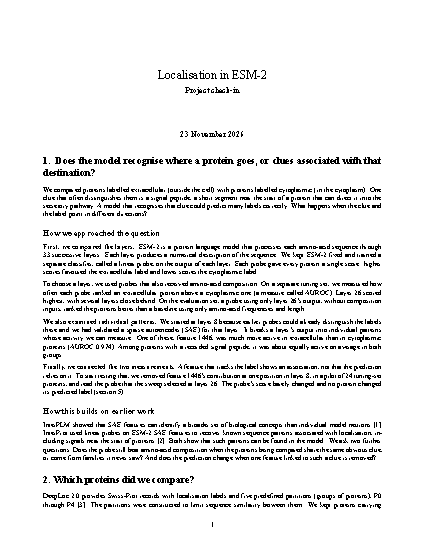 Localisation in ESM-2
Project check-in
23 November 2026
1. Does the model recognise where a protein goes, or clues associated with that
destination?
We compared proteins labelled extracellular (outside the cell) with proteins labelled cytoplasmic (in the cytoplasm). One
clue that often distinguishes them is a signal peptide, a short segment near the start of a protein that can direct it into the
secretory pathway. A model that recognises this clue could predict many labels correctly. What happens when the clue and
the label point in different directions?
How we approached the question
First, we compared the layers. ESM-2 is a protein language model that processes each amino-acid sequence through
33 successive layers. Each layer produces a numerical description of the sequence. We kept ESM-2 fixed and trained a
separate classifier, called a linear probe, on the output of each layer. Each probe gave every protein a single score: higher
scores favoured the extracellular label and lower scores the cytoplasmic label.
To choose a layer, we used probes that also received amino-acid composition. On a separate tuning set, we measured how
often each probe ranked an extracellular protein above a cytoplasmic one (a measure called AUROC). Layer 26 scored
highest, with several layers close behind. On the evaluation set, a probe using only layer 26's output, without composition
inputs, ranked the proteins better than a baseline using only amino-acid frequencies and length.
We also examined individual patterns. We started at layer 2 because earlier probes could already distinguish the labels
there and we had validated a sparse autoencoder (SAE) for this layer. It breaks a layer's output into individual patterns
whose activity we can measure. One of these, feature 1446, was much more active in extracellular than in cytoplasmic
proteins (AUROC 0.974). Among proteins with a recorded signal peptide, it was about equally active on average in both
groups.
Finally, we connected the two measurements. A feature that tracks the label shows an association, not that the prediction
relies on it. To test this, we removed feature 1446's contribution at one position in layer 2, in a pilot of 24 tuning-set
proteins, and read the probe that the sweep selected at layer 26. The probe's score barely changed and no protein changed
its predicted label (section 5).
How this builds on earlier work
InterPLM showed that SAE features can identify a broader set of biological concepts than individual model neurons [1].
InterProt used linear probes on ESM-2 SAE features to recover known sequence patterns associated with localisation, in-
cluding signals near the start of proteins [2]. Both show that such patterns can be found in the model. We ask two further
questions. Does the probe still beat amino-acid composition when the proteins being compared share the same obvious clue
or come from families it never saw? And does the prediction change when one feature linked to such a clue is removed?
2. Which proteins did we compare?
DeepLoc 2.0 provides Swiss-Prot records with localisation labels and five predefined partitions (groups of proteins), P0
through P4 [3]. The partitions were constructed to limit sequence similarity between them. We kept proteins carrying
1